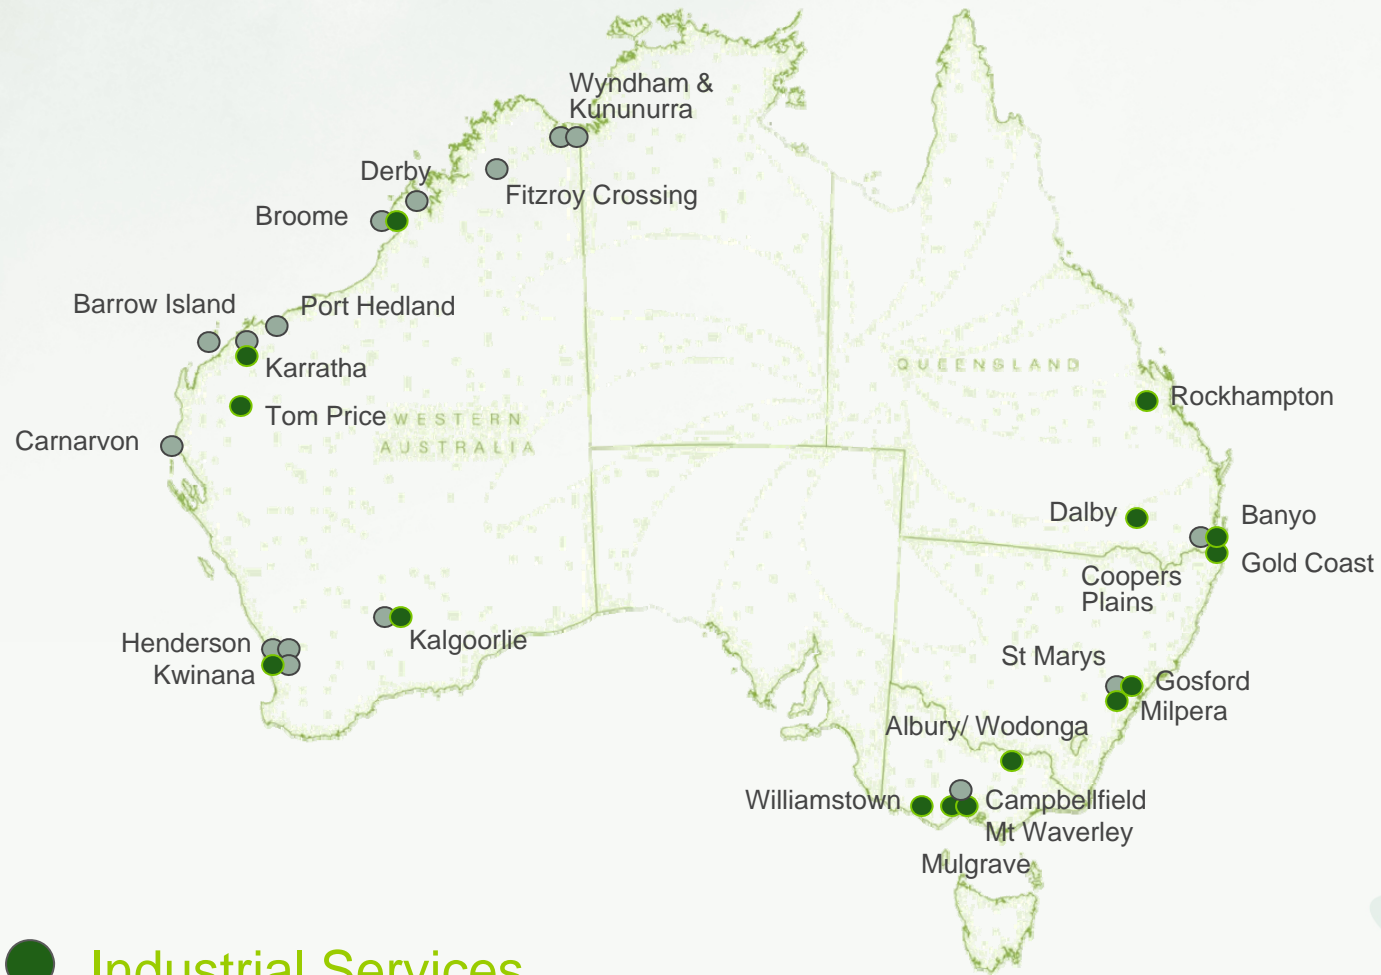 Wyndham &
Kununurra
Derby
Fitzroy Crossing
Broome
Barrow Island
Port Hedland
Karratha
QUEENSLAND
Rockhampton
Tom Price
WESTERN
AUSTRALIA
Carnarvon
Dalby
Banyo
Gold Coast
Coopers
Plains
Henderson
Kalgoorlie
Kwinana
St Marys
Gosford
Milpera
Albury/ Wodonga
Williamstown
Campbellfield
Mt Waverley
Mulgrave
Industrial Services